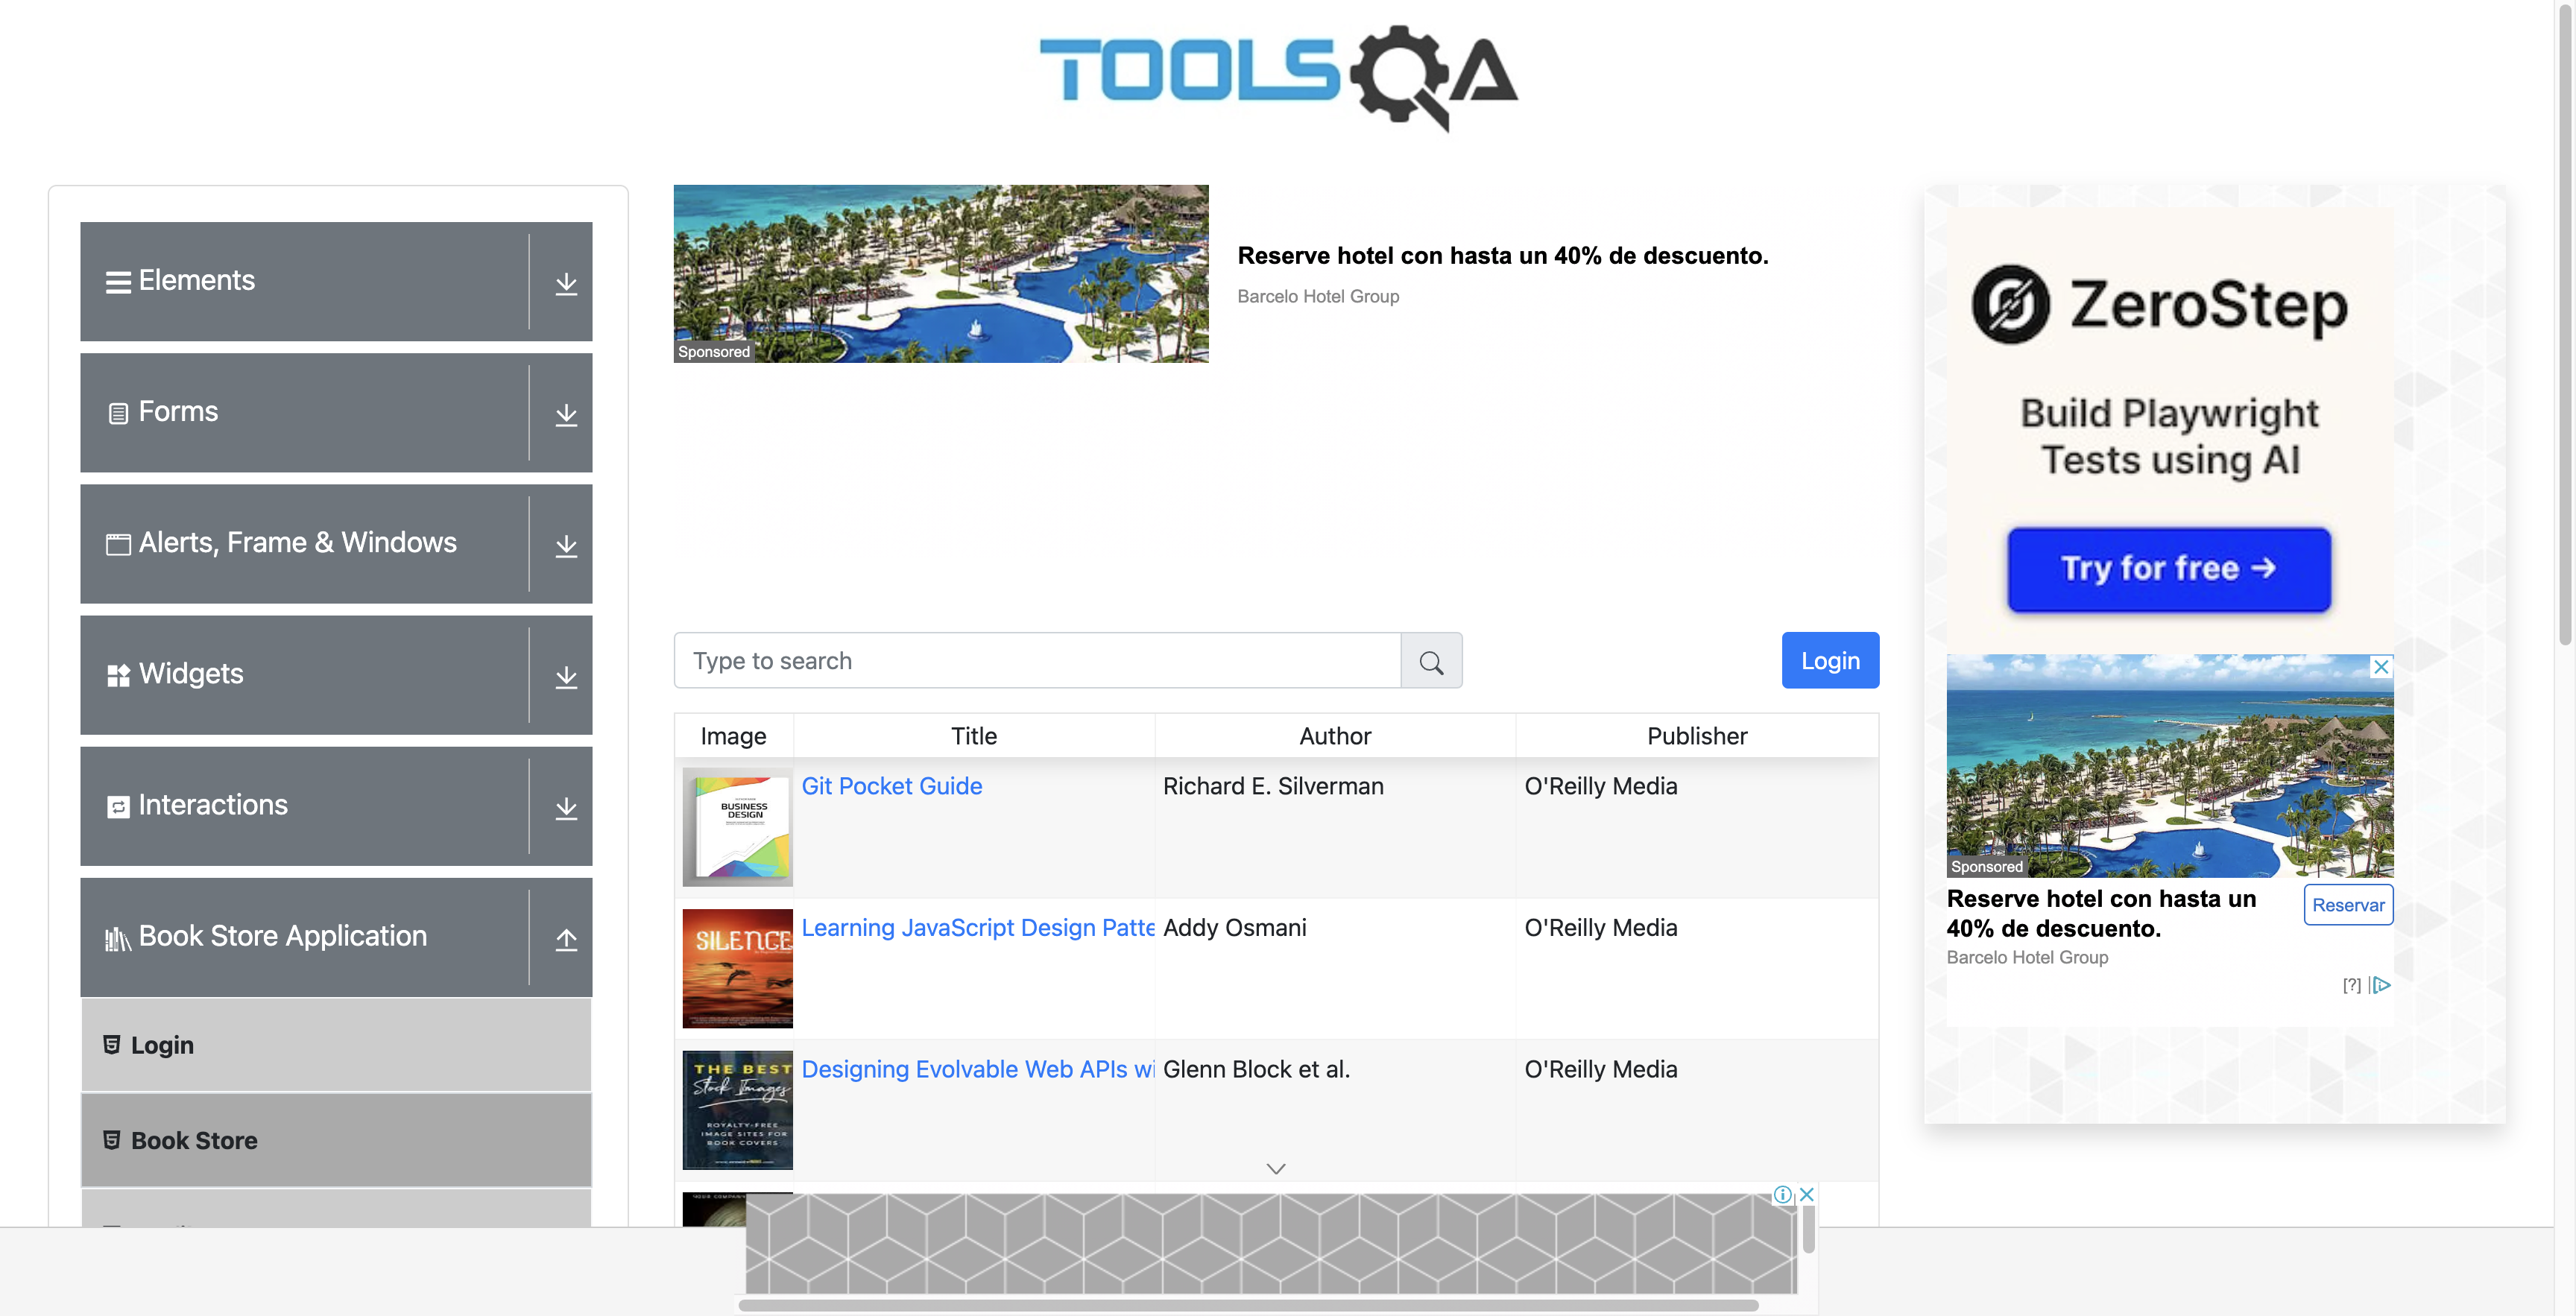 TOOLSQA
Elements
Forms
Alerts, Frame & Windows
Widgets
Interactions
Book Store Application
Login
Book Store
Sponsored
Reserve hotel con hasta un 40% de descuento.
Barcelo Hotel Group
Type to search
Login
Image Title Author Publisher
BUSINESS
DESIGN
Git Pocket Guide Richard E. Silverman O'Reilly Media
SILENCE
Learning JavaScript Design Patte Addy Osmani O'Reilly Media
THE BEST
Stock Images
ROYALTY-FREE
IMAGE SITES FOR
BOOK COVERS
Designing Evolvable Web APIs wi Glenn Block et al. O'Reilly Media
ZeroStep
Build Playwright
Tests using AI
Try for free →
Sponsored
Reserve hotel con hasta un
40% de descuento.
Reservar
Barcelo Hotel Group
[?]